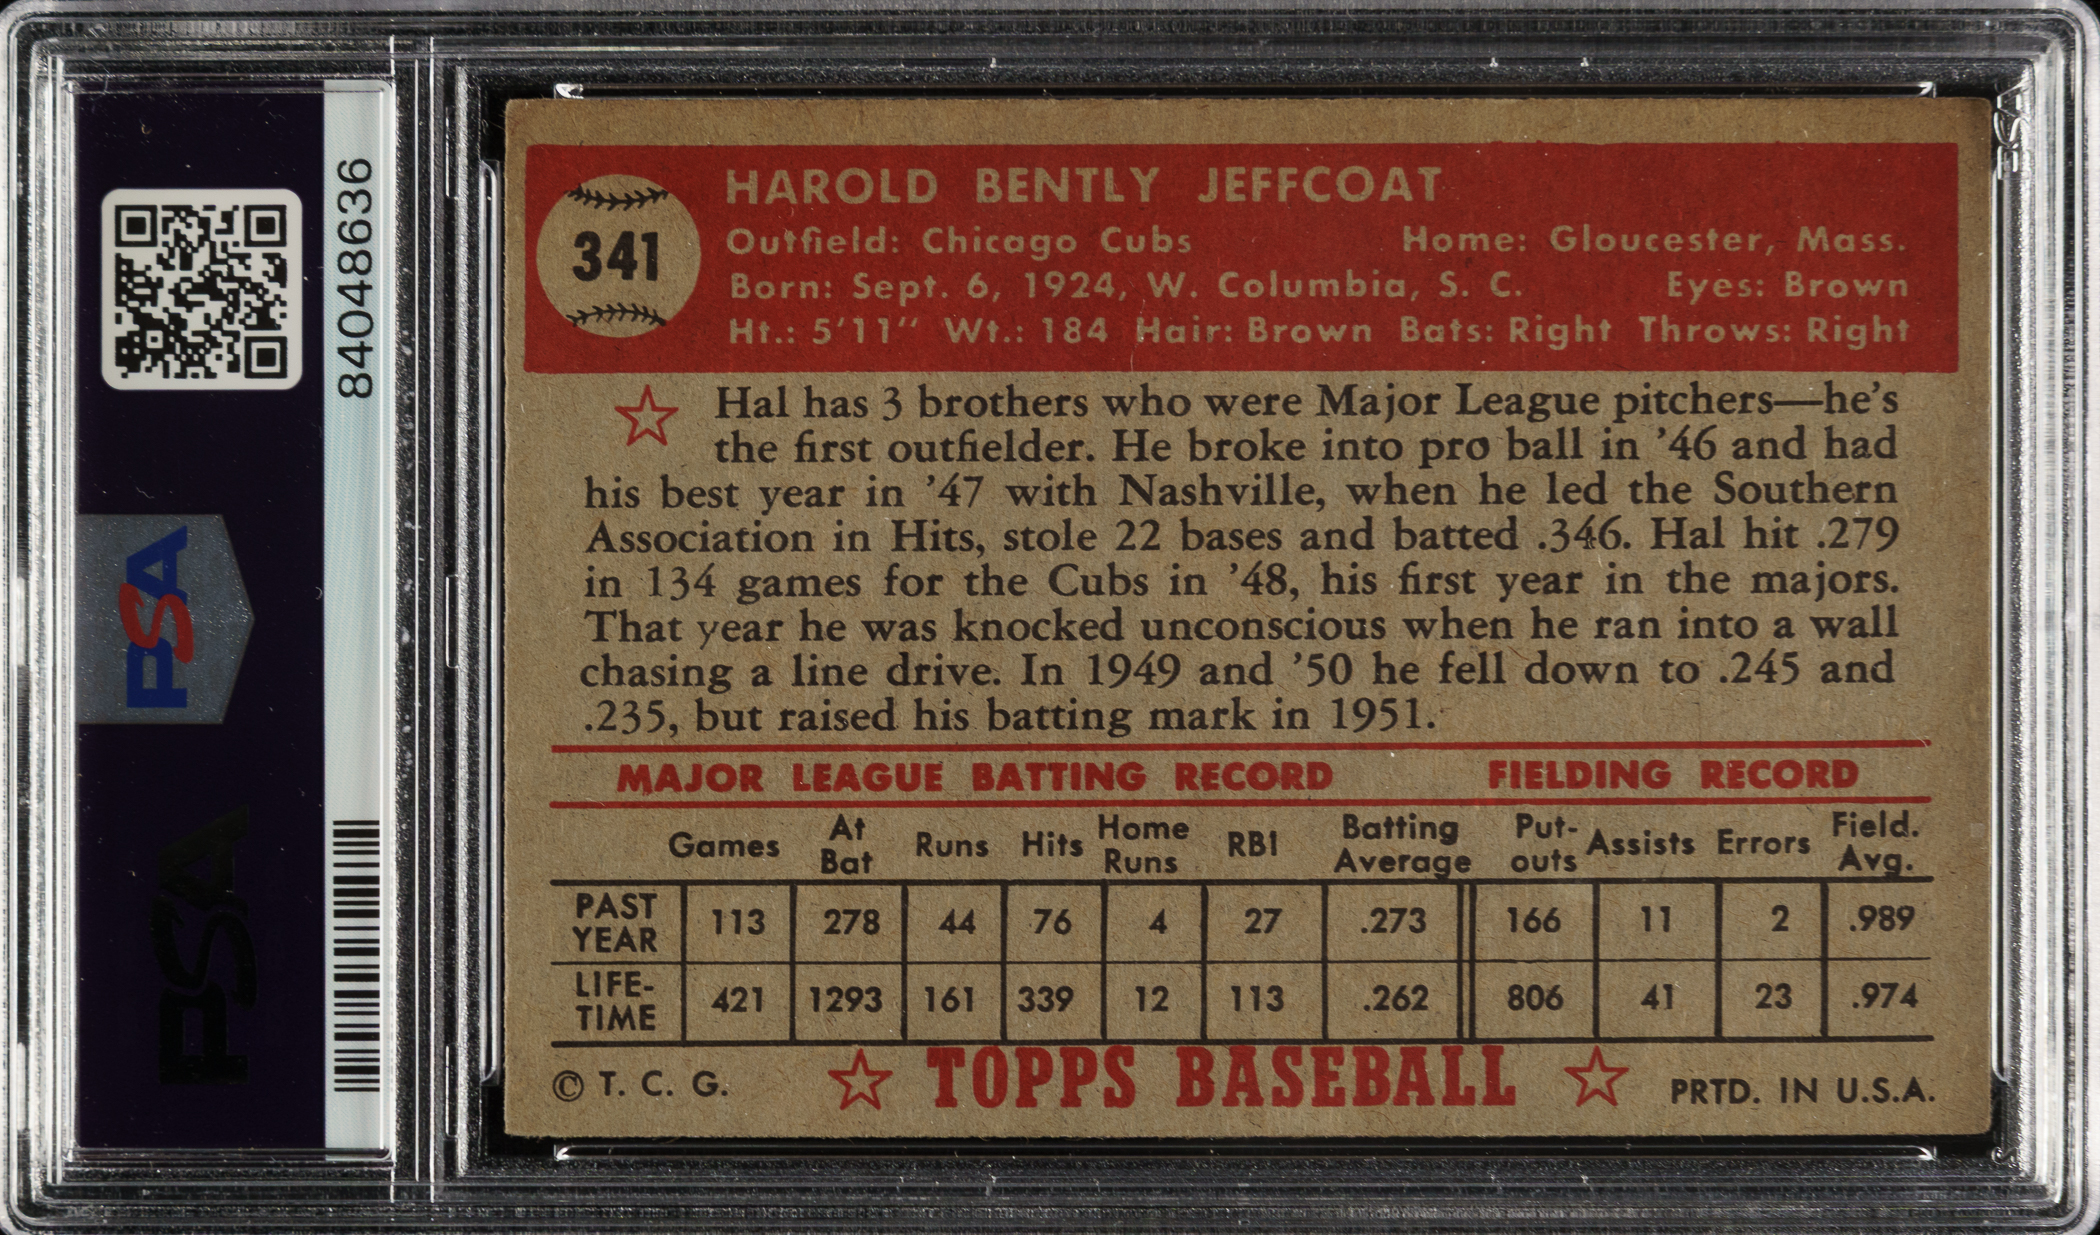 84048636
PSA
PSA
341
HAROLD BENTLY JEFFCOAT
Outfield: Chicago Cubs Home: Gloucester, Mass.
Born: Sept. 6, 1924, W. Columbia, S. C. Eyes: Brown
Ht.: 5'11" Wt.: 184 Hair: Brown Bats: Right Throws: Right
Hal has 3 brothers who were Major League pitchers—he's
the first outfielder. He broke into pro ball in '46 and had
his best year in '47 with Nashville, when he led the Southern
Association in Hits, stole 22 bases and batted .346. Hal hit .279
in 134 games for the Cubs in '48, his first year in the majors.
That year he was knocked unconscious when he ran into a wall
chasing a line drive. In 1949 and '50 he fell down to .245 and
.235, but raised his batting mark in 1951.
MAJOR LEAGUE BATTING RECORD FIELDING RECORD
Games At Bat Runs Hits Home Runs RBI Batting Average Put-outs Assists Errors Field. Avg.
PAST YEAR 113 278 44 76 4 27 .273 166 11 2 .989
LIFE-TIME 421 1293 161 339 12 113 .262 806 41 23 .974
© T. C. G. TOPPS BASEBALL PRTD. IN U.S.A.